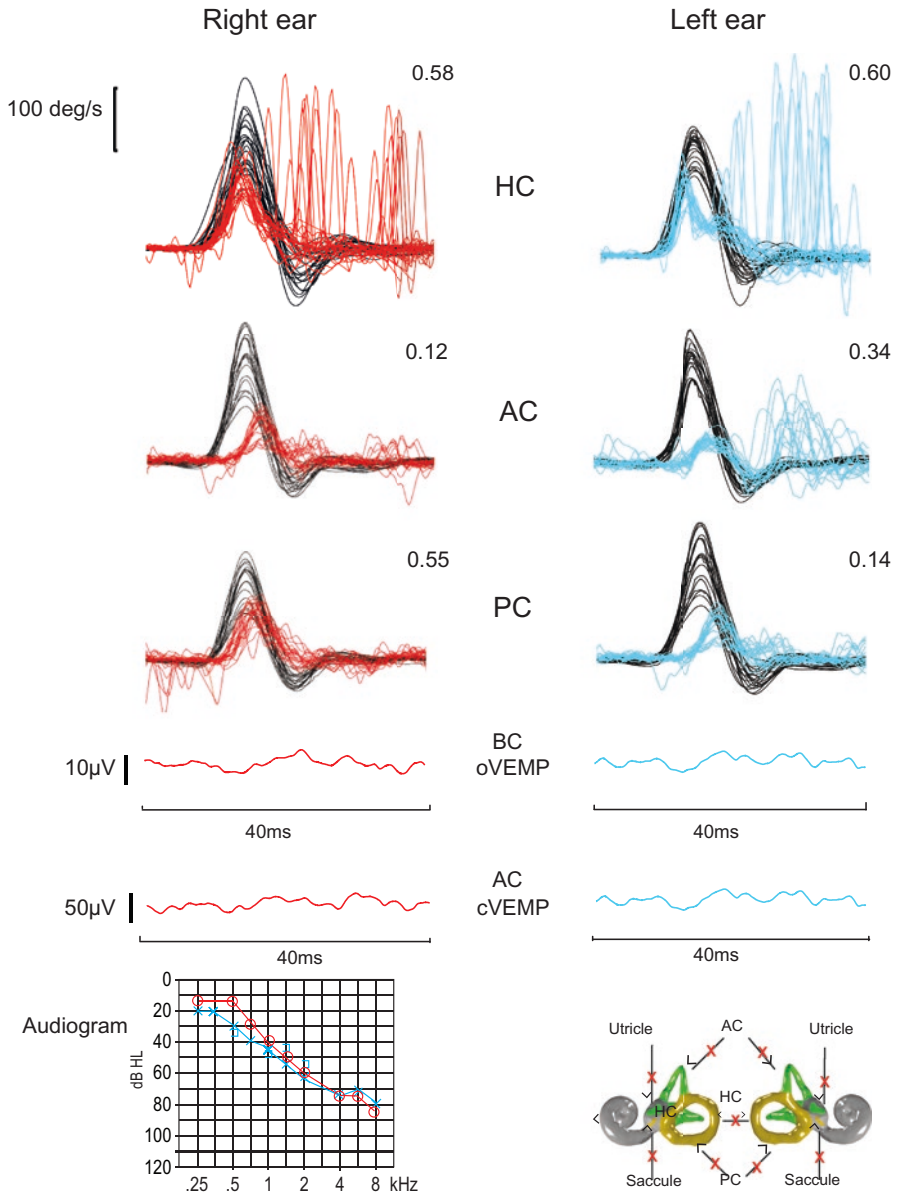 Right ear
Left ear
100 deg/s
0.58
0.60
HC
0.12
0.34
AC
0.55
0.14
PC
10µV
BC
oVEMP
40ms
40ms
50µV
AC
cVEMP
40ms
40ms
Audiogram
dB HL
0
20
40
60
80
100
120
.25 .5 1 2 4 8 kHz
Utricle AC Utricle
HC
HC
Saccule PC Saccule